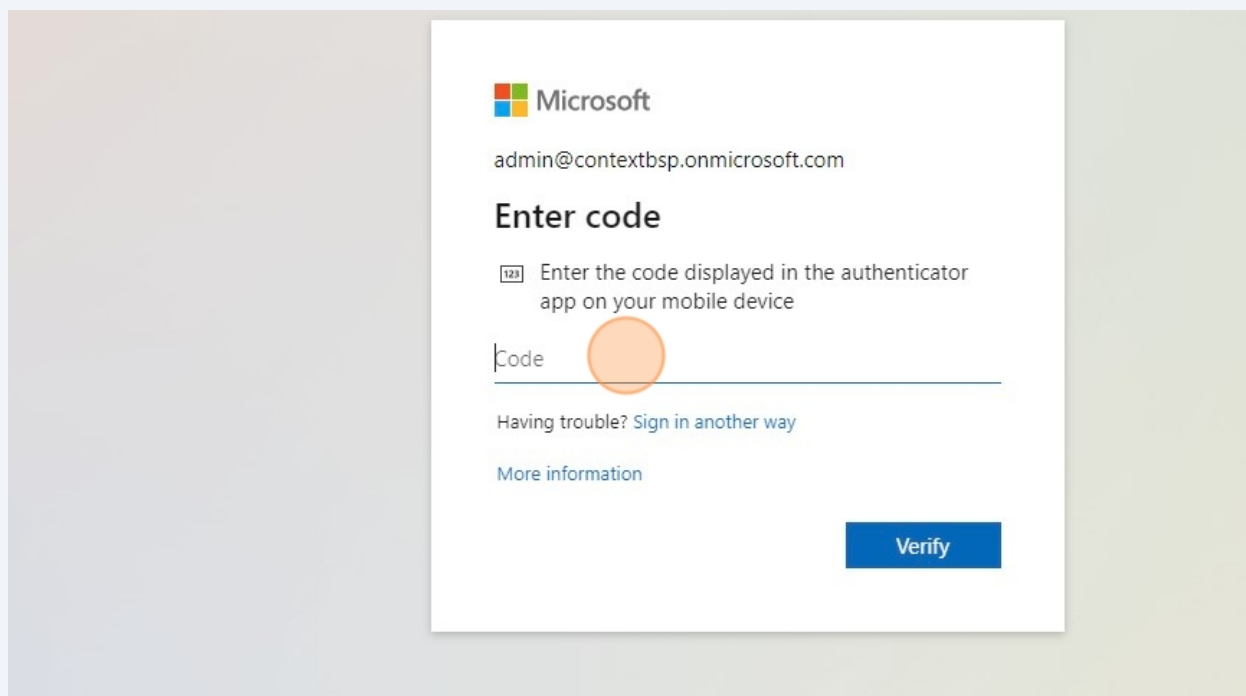 Microsoft
admin@contextbsp.onmicrosoft.com
Enter code
123 Enter the code displayed in the authenticator
app on your mobile device
Code
Having trouble? Sign in another way
More information
Verify